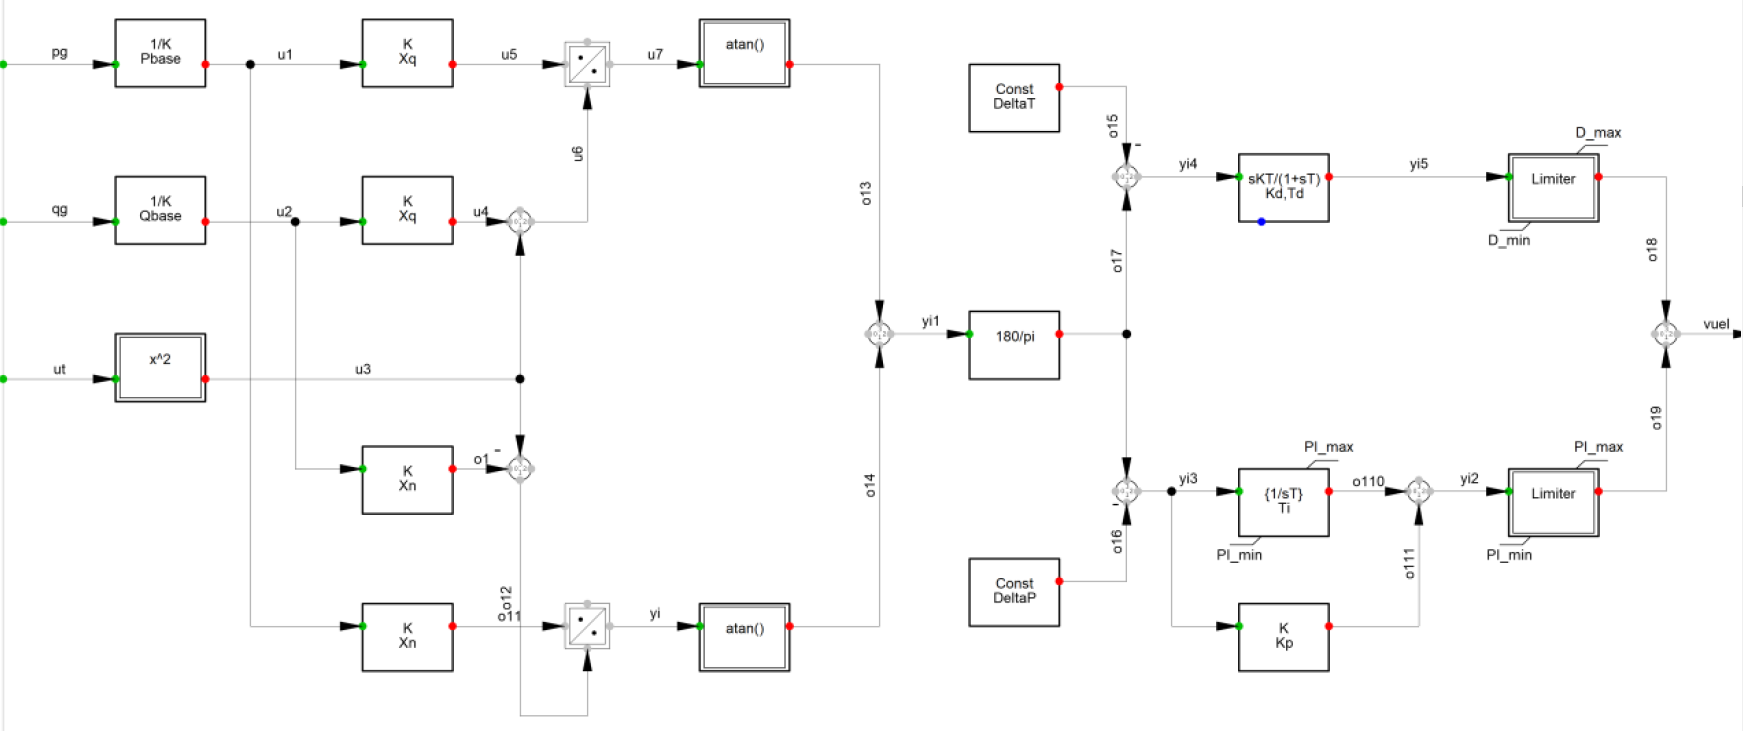 pg
1/K
Pbase
u1
K
Xq
u5
u7
atan()
qg
1/K
Qbase
u2
K
Xq
u4
u6
ut
x^2
u3
K
Xn
o1
-
K
Xn
o12
o11
yi
atan()
o13
o14
yi1
180/pi
Const
DeltaT
o15
-
o17
Const
DeltaP
o16
-
yi4
sKT/(1+sT)
Kd,Td
yi5
D_max
Limiter
D_min
o18
yi3
PI_max
{1/sT}
Ti
PI_min
o110
K
Kp
o111
yi2
PI_max
Limiter
PI_min
o19
vuel